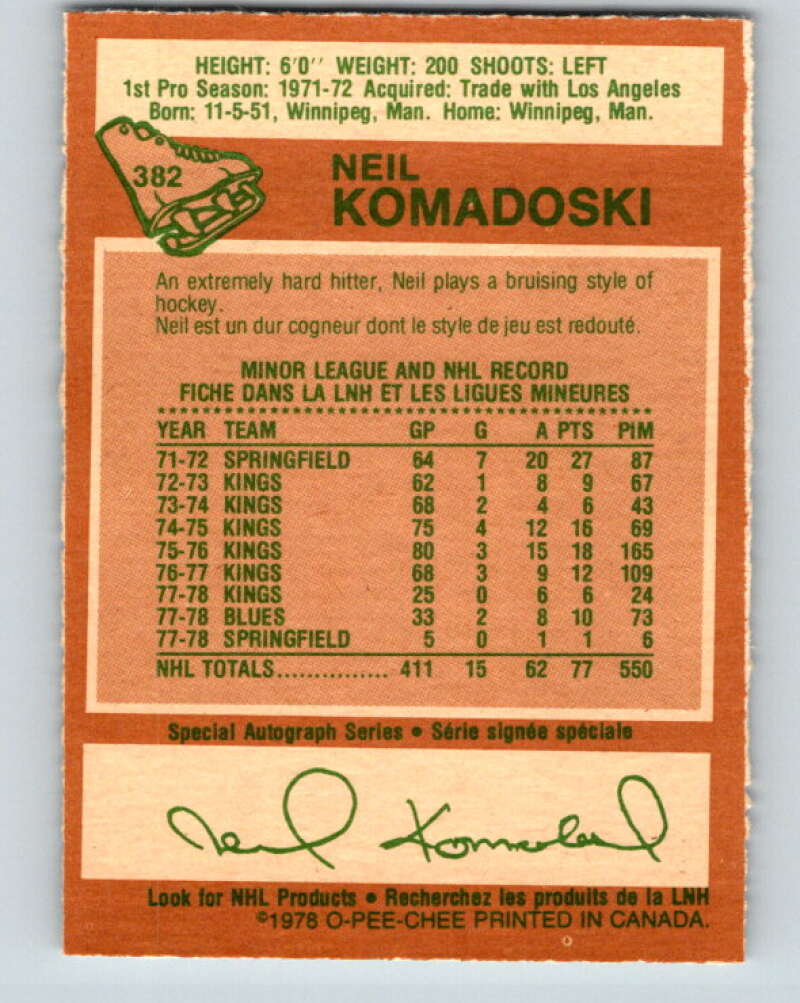 HEIGHT: 6'0'' WEIGHT: 200 SHOOTS: LEFT
1st Pro Season: 1971-72 Acquired: Trade with Los Angeles
Born: 11-5-51, Winnipeg, Man. Home: Winnipeg, Man.
382
NEIL
KOMADOSKI
An extremely hard hitter, Neil plays a bruising style of
hockey.
Neil est un dur cogneur dont le style de jeu est redouté.
MINOR LEAGUE AND NHL RECORD
FICHE DANS LA LNH ET LES LIGUES MINEURES
YEAR TEAM GP G A PTS PIM
71-72 SPRINGFIELD 64 7 20 27 87
72-73 KINGS 62 1 8 9 67
73-74 KINGS 68 2 4 6 43
74-75 KINGS 75 4 12 16 69
75-76 KINGS 80 3 15 18 165
76-77 KINGS 68 3 9 12 109
77-78 KINGS 25 0 6 6 24
77-78 BLUES 33 2 8 10 73
77-78 SPRINGFIELD 5 0 1 1 6
NHL TOTALS............... 411 15 62 77 550
Special Autograph Series • Série signée spéciale
Neil Komadoski
Look for NHL Products • Recherchez les produits de la LNH
©1978 O-PEE-CHEE PRINTED IN CANADA.